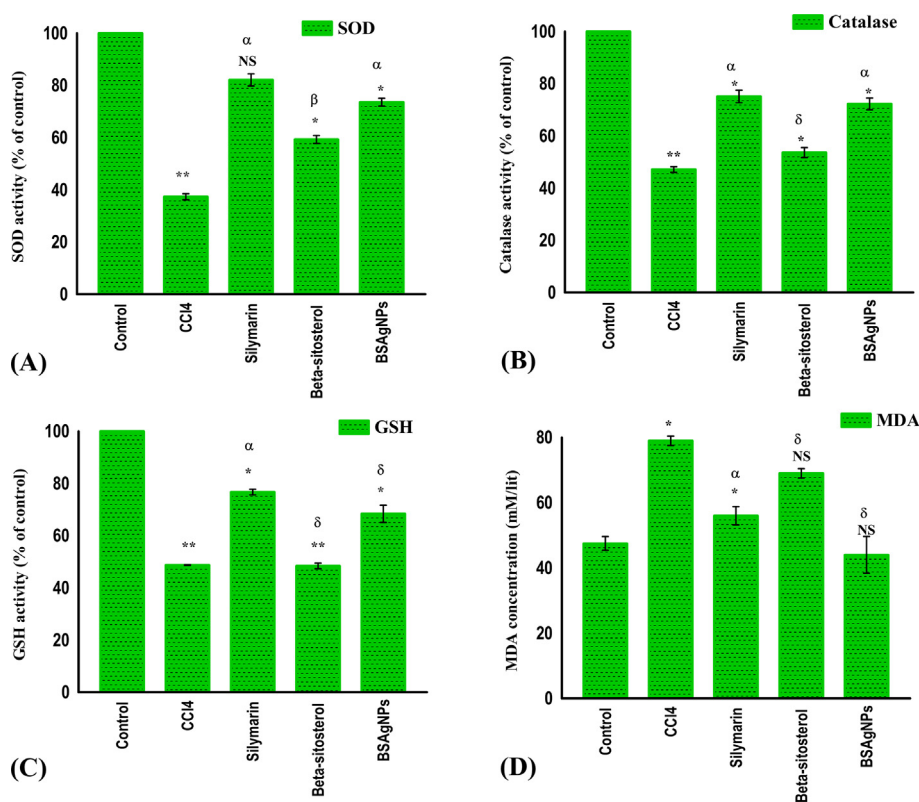 SOD
SOD activity (% of control)
100
80
60
40
20
0
**
α
NS
β
*
α
*
Control
CCl4
Silymarin
Beta-sitosterol
BSAgNPs
(A)
Catalase
Catalase activity (% of control)
100
80
60
40
20
0
**
α
*
δ
*
α
*
Control
CCl4
Silymarin
Beta-sitosterol
BSAgNPs
(B)
GSH
GSH activity (% of control)
100
80
60
40
20
0
**
α
*
δ
**
δ
*
Control
CCl4
Silymarin
Beta-sitosterol
BSAgNPs
(C)
MDA
MDA concentration (mM/lit)
80
60
40
20
0
*
α
*
δ
NS
δ
NS
Control
CCl4
Silymarin
Beta-sitosterol
BSAgNPs
(D)